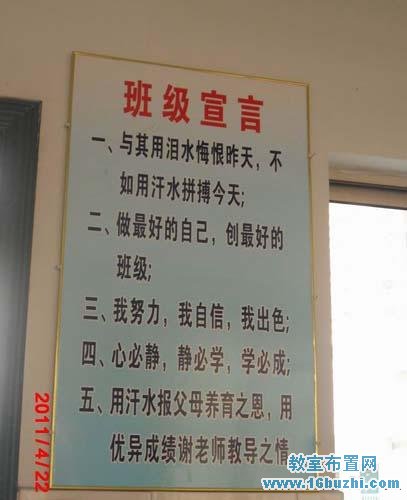 班级宣言
一、与其用泪水悔恨昨天，不
如用汗水拼搏今天;
二、做最好的自己，创最好的
班级;
三、我努力，我自信，我出色;
四、心必静，静必学，学必成;
五、用汗水报父母养育之恩，用
优异成绩谢老师教导之情
2011/4/22
教室布置网
www.16buzhi.com